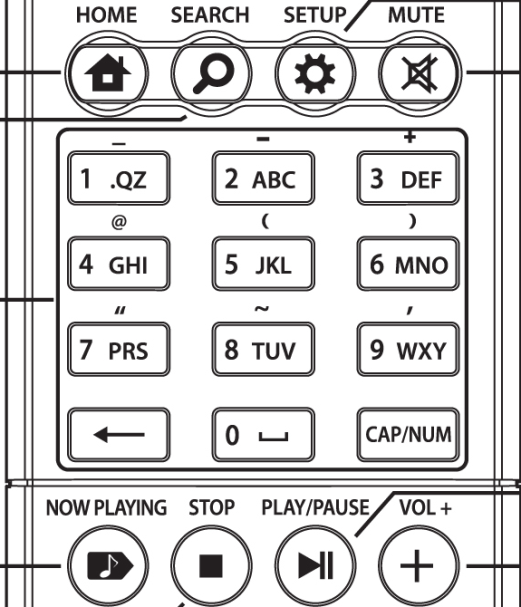 HOME SEARCH SETUP MUTE
_ - +
1 .QZ 2 ABC 3 DEF
@ ( )
4 GHI 5 JKL 6 MNO
“ ~ ,
7 PRS 8 TUV 9 WXY
← 0 ⎵ CAP/NUM
NOW PLAYING STOP PLAY/PAUSE VOL +
+